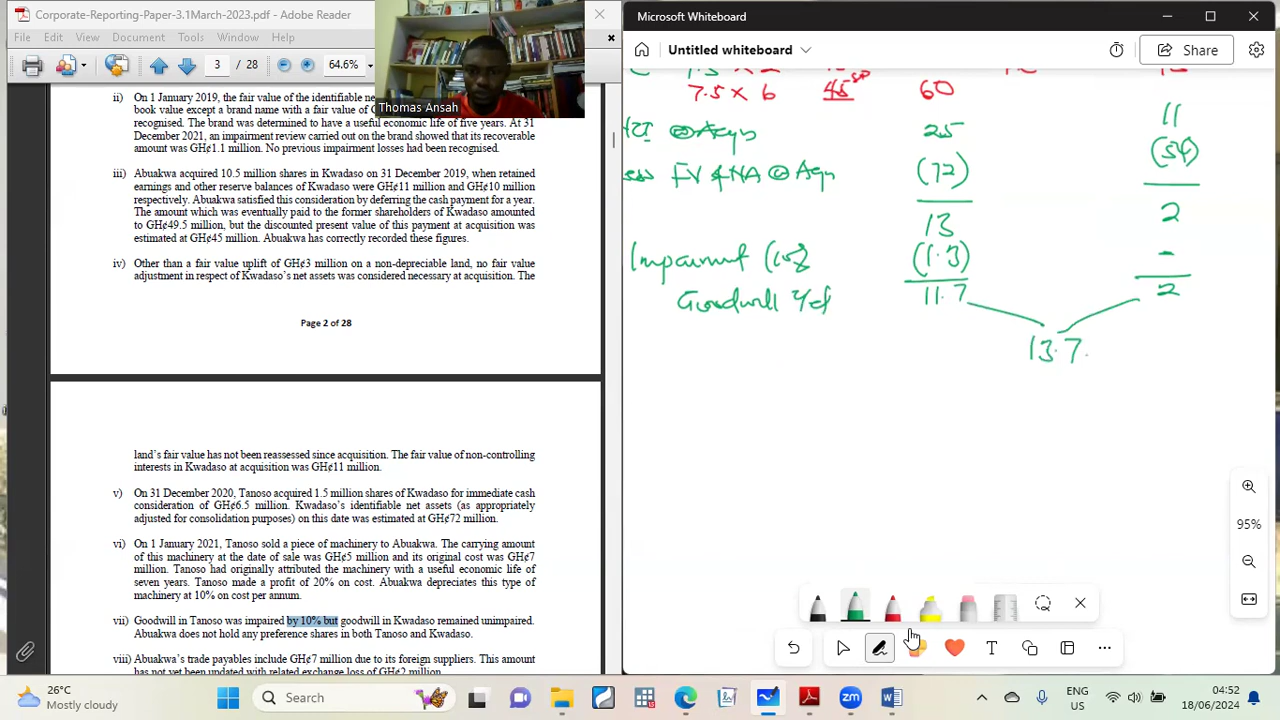 Corporate-Reporting-Paper-3.1March-2023.pdf - Adobe Reader
File Edit View Document Tools Window Help
3 / 28 64.6%
Thomas Ansah
ii) On 1 January 2019, the fair value of the identifiable
book value except a brand name with a fair value of
recognised. The brand was determined to have a useful economic life of five years. At 31
December 2021, an impairment review carried out on the brand showed that its recoverable
amount was GH¢1.1 million. No previous impairment losses had been recognised.
iii) Abuakwa acquired 10.5 million shares in Kwadaso on 31 December 2019, when retained
earnings and other reserve balances of Kwadaso were GH¢11 million and GH¢10 million
respectively. Abuakwa satisfied this consideration by deferring the cash payment for a year.
The amount which was eventually paid to the former shareholders of Kwadaso amounted
to GH¢49.5 million, but the discounted present value of this payment at acquisition was
estimated at GH¢45 million. Abuakwa has correctly recorded these figures.
iv) Other than a fair value uplift of GH¢3 million on a non-depreciable land, no fair value
adjustment in respect of Kwadaso's net assets was considered necessary at acquisition. The
Page 2 of 28
land's fair value has not been reassessed since acquisition. The fair value of non-controlling
interests in Kwadaso at acquisition was GH¢11 million.
v) On 31 December 2020, Tanoso acquired 1.5 million shares of Kwadaso for immediate cash
consideration of GH¢6.5 million. Kwadaso's identifiable net assets (as appropriately
adjusted for consolidation purposes) on this date was estimated at GH¢72 million.
vi) On 1 January 2021, Tanoso sold a piece of machinery to Abuakwa. The carrying amount
of this machinery at the date of sale was GH¢5 million and its original cost was GH¢7
million. Tanoso had originally attributed the machinery with a useful economic life of
seven years. Tanoso made a profit of 20% on cost. Abuakwa depreciates this type of
machinery at 10% on cost per annum.
vii) Goodwill in Tanoso was impaired by 10% but goodwill in Kwadaso remained unimpaired.
Abuakwa does not hold any preference shares in both Tanoso and Kwadaso.
viii) Abuakwa's trade payables include GH¢7 million due to its foreign suppliers. This amount
has not yet been updated with related exchange loss of GH¢2 million.
Microsoft Whiteboard
Untitled whiteboard
Share
7.5 × 6 45 60
@ Acqn 25 11
FV of NA @ Aqn (72) (54)
13 2
Impairment (10% (1.3) -
Goodwill 11.7 2
13.7
95%
26°C
Mostly cloudy
Search
ENG
US
04:52
18/06/2024